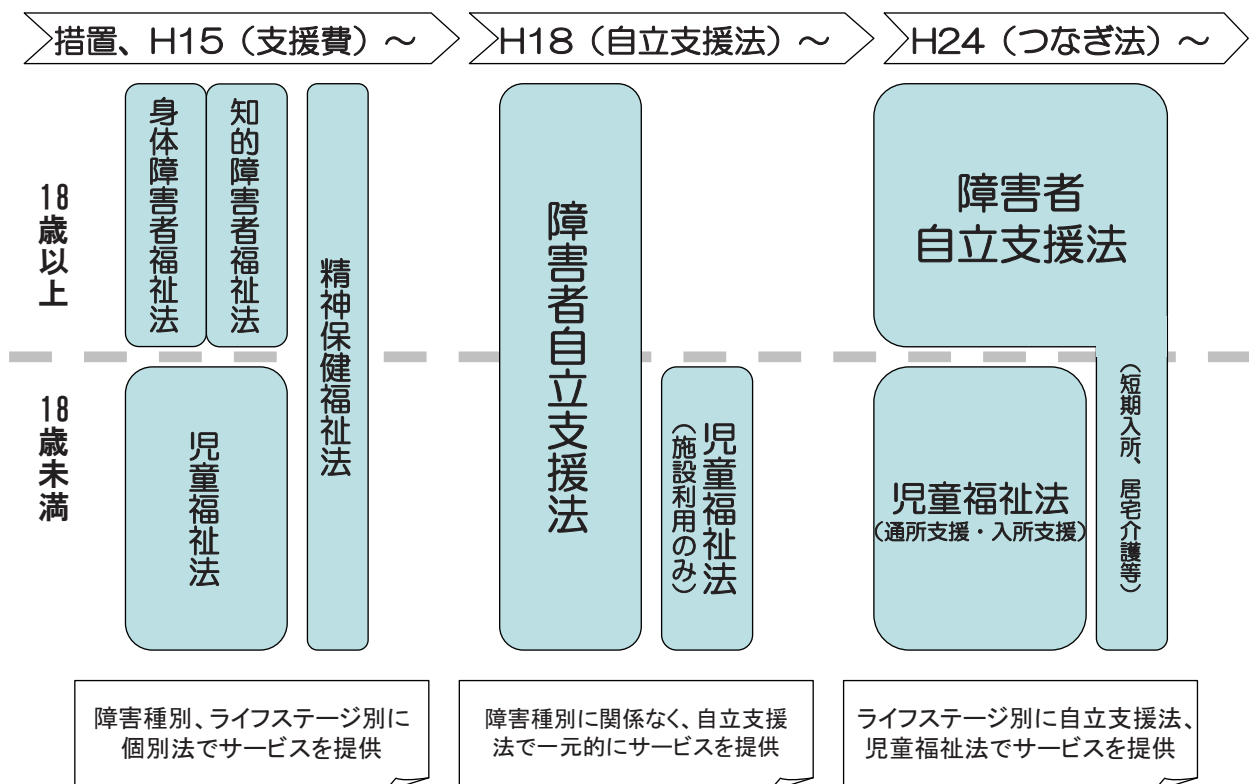 措置、H15（支援費）～
H18（自立支援法）～
H24（つなぎ法）～
18歳以上
18歳未満
身体障害者福祉法
知的障害者福祉法
精神保健福祉法
児童福祉法
障害者自立支援法
児童福祉法
（施設利用のみ）
障害者
自立支援法
児童福祉法
（通所支援・入所支援）
（短期入所、居宅介護等）
障害種別、ライフステージ別に
個別法でサービスを提供
障害種別に関係なく、自立支援
法で一元的にサービスを提供
ライフステージ別に自立支援法、
児童福祉法でサービスを提供